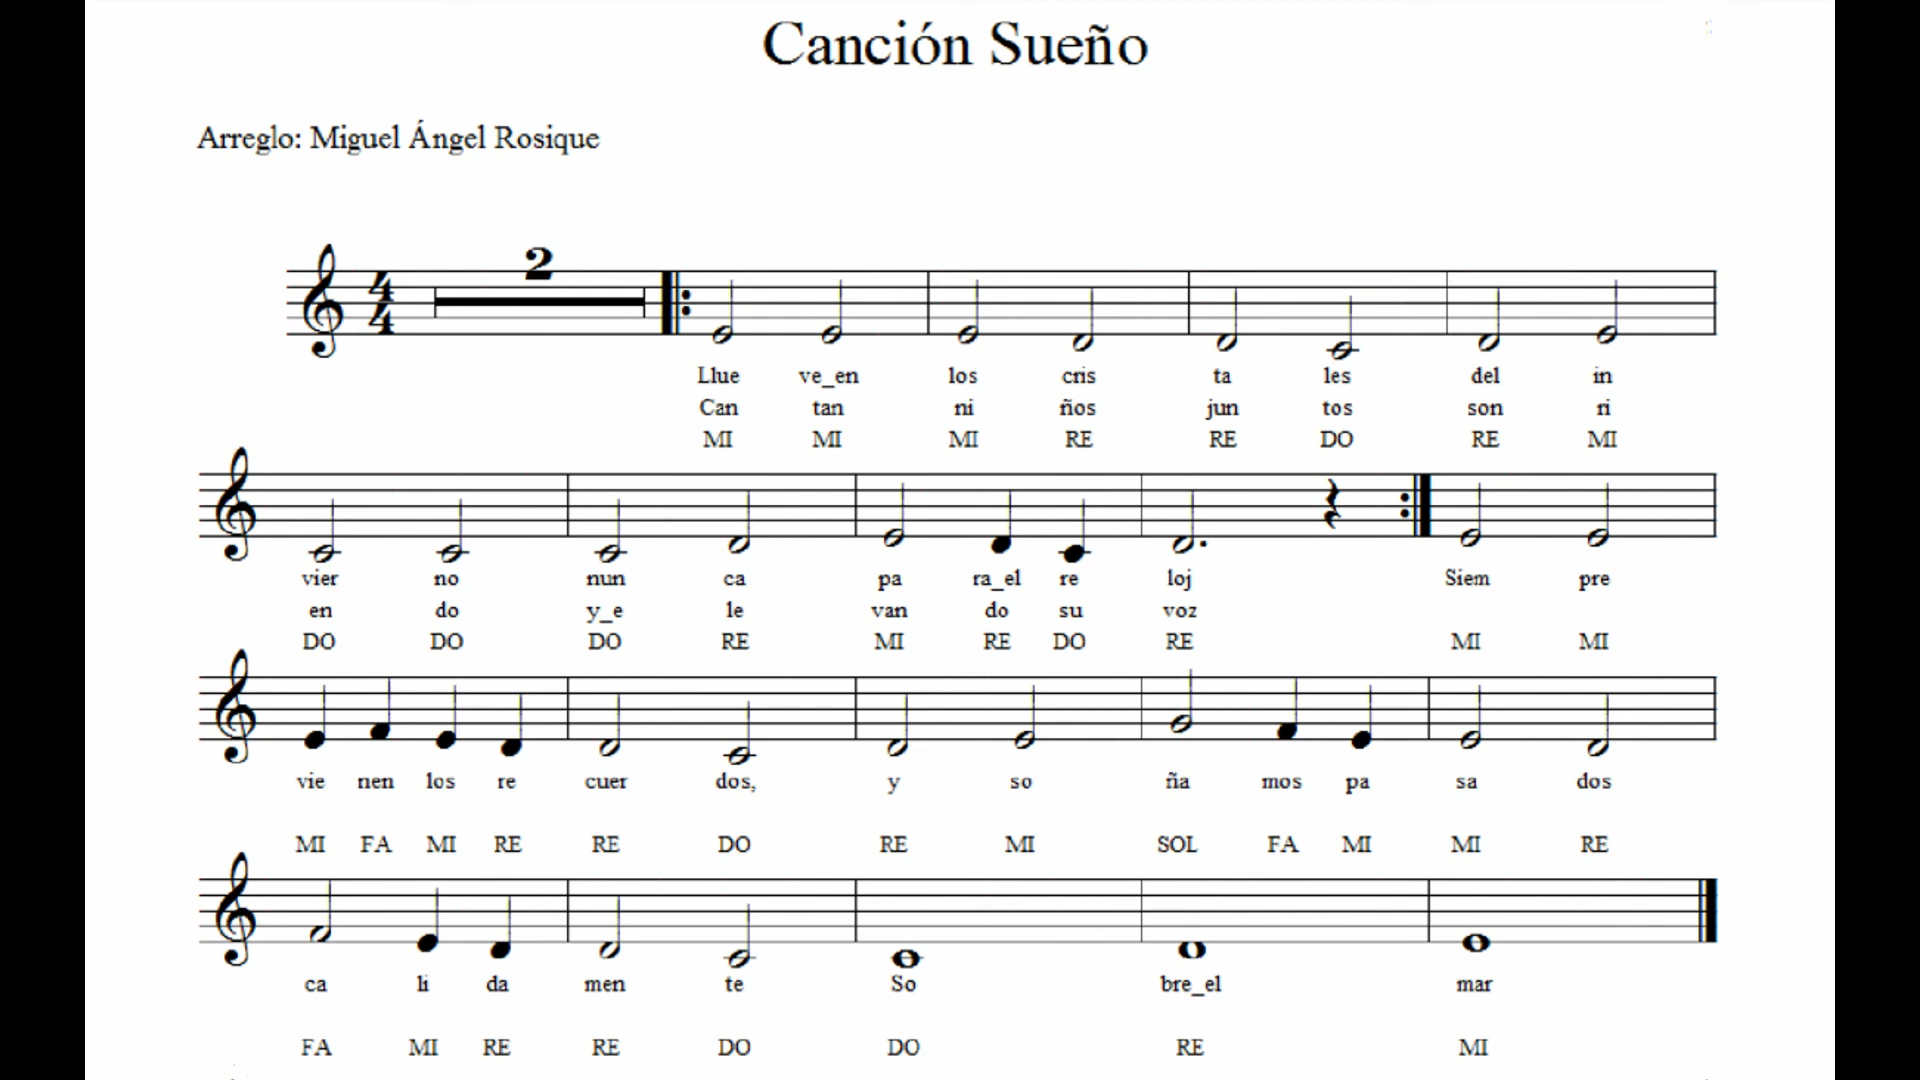 Canción Sueño
Arreglo: Miguel Ángel Rosique
2
4
4
Llue ve_en los cris ta les del in
Can tan ni ños jun tos son ri
MI MI MI RE RE DO RE MI
vier no nun ca pa ra_el re loj Siem pre
en do y_e le van do su voz
DO DO DO RE MI RE DO RE MI MI
vie nen los re cuer dos, y so ña mos pa sa dos
MI FA MI RE RE DO RE MI SOL FA MI MI RE
ca li da men te So bre_el mar
FA MI RE RE DO DO RE MI